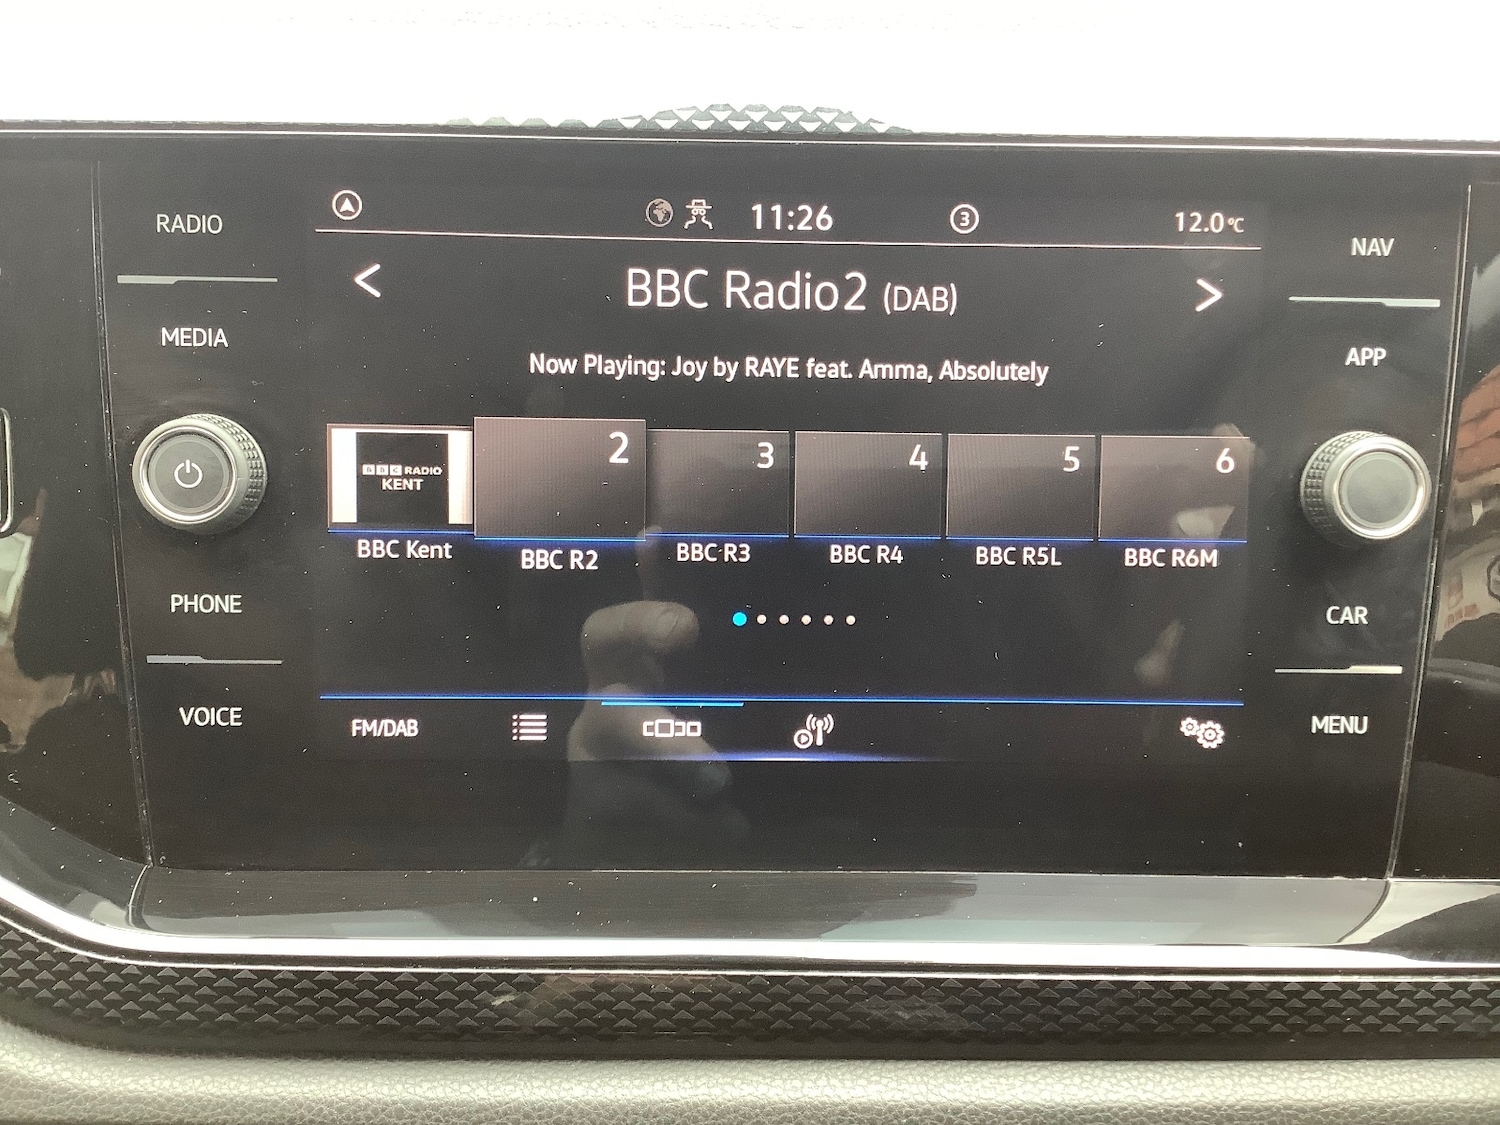 RADIO
MEDIA
PHONE
VOICE
11:26
3
12.0°C
BBC Radio2 (DAB)
Now Playing: Joy by RAYE feat. Amma, Absolutely
BBC RADIO
KENT
2
3
4
5
6
BBC Kent
BBC R2
BBC R3
BBC R4
BBC R5L
BBC R6M
FM/DAB
NAV
APP
CAR
MENU